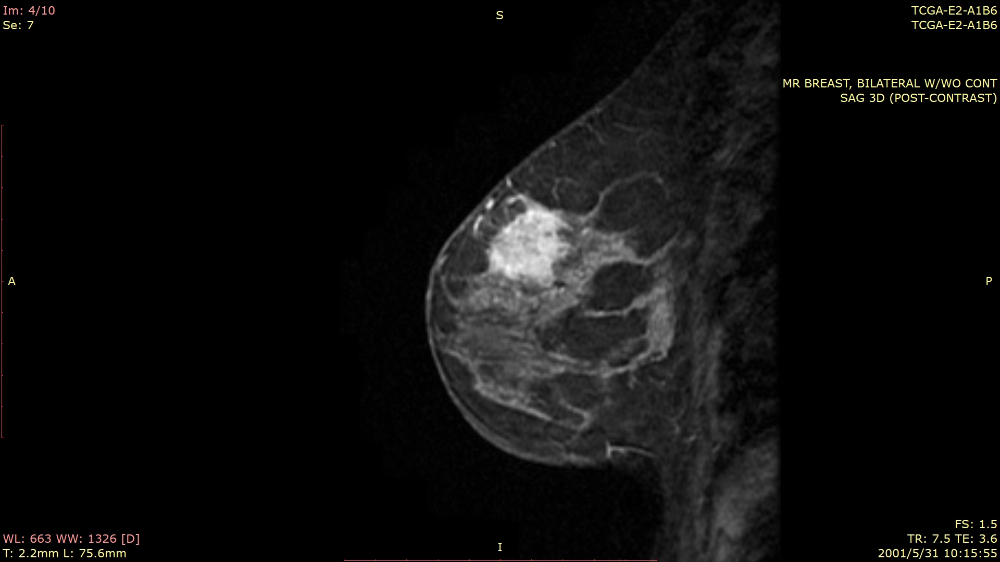 Im: 4/10
Se: 7
S
TCGA-E2-A1B6
TCGA-E2-A1B6
MR BREAST, BILATERAL W/WO CONT
SAG 3D (POST-CONTRAST)
A
P
WL: 663 WW: 1326 [D]
T: 2.2mm L: 75.6mm
I
FS: 1.5
TR: 7.5 TE: 3.6
2001/5/31 10:15:55